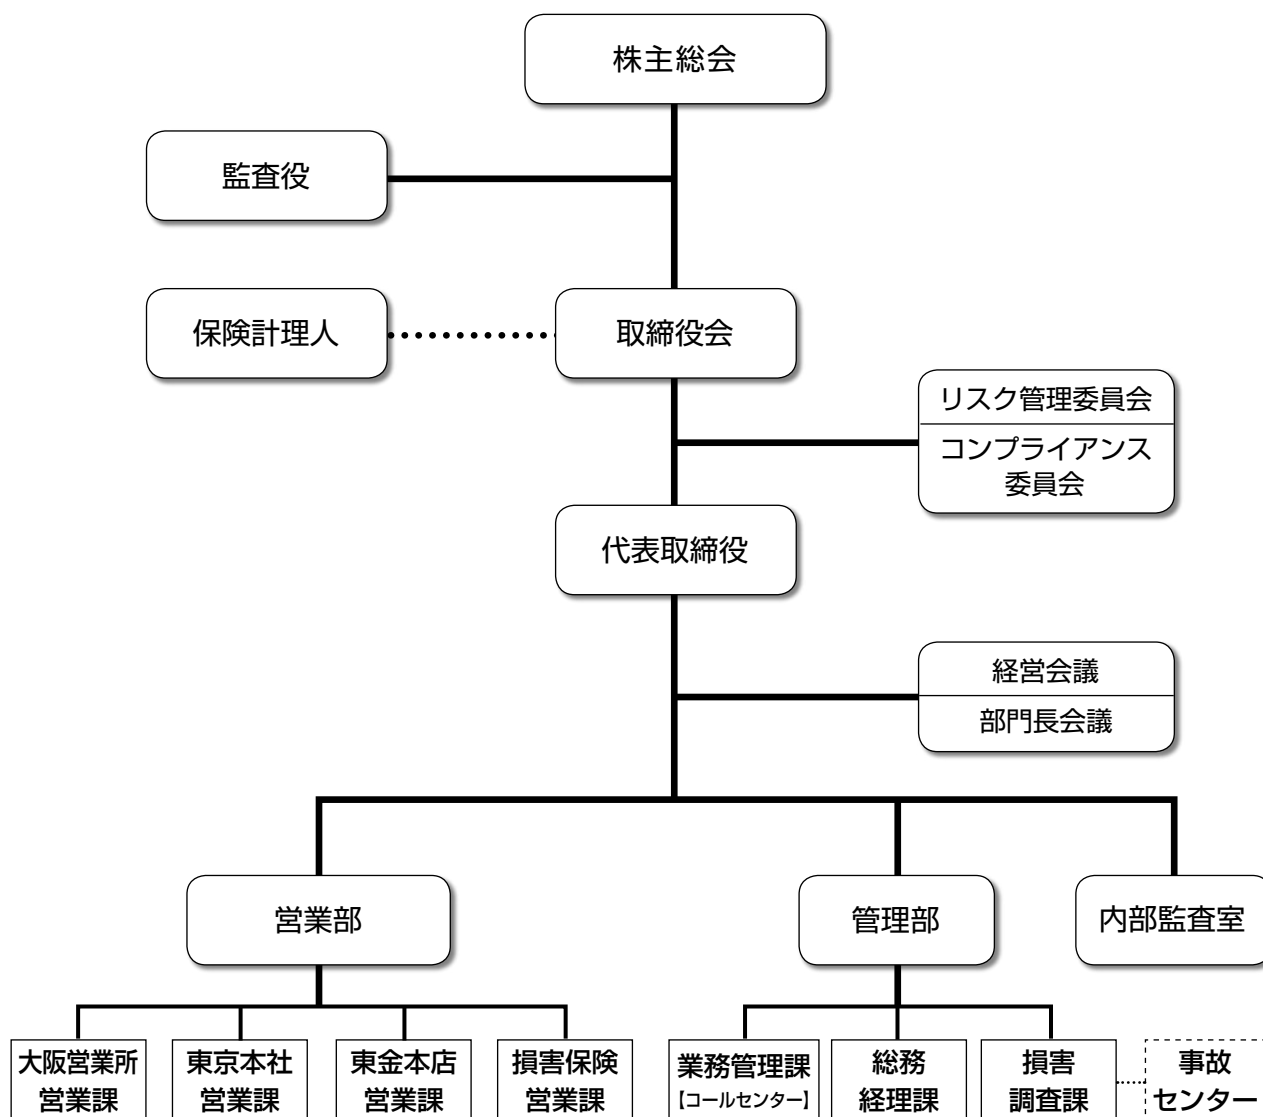 株主総会
監査役
保険計理人
取締役会
リスク管理委員会
コンプライアンス
委員会
代表取締役
経営会議
部門長会議
営業部
管理部
内部監査室
大阪営業所
営業課
東京本社
営業課
東金本店
営業課
損害保険
営業課
業務管理課
【コールセンター】
総務
経理課
損害
調査課
事故
センター